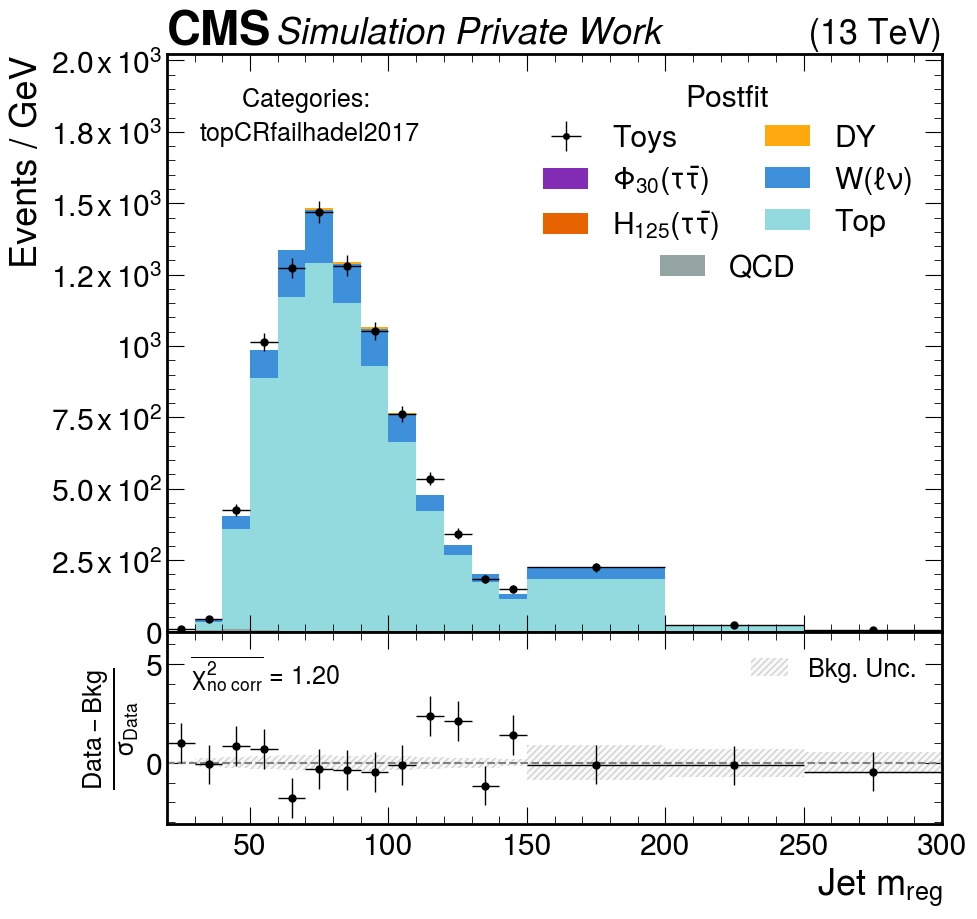 CMS Simulation Private Work (13 TeV)
Events / GeV
2.0 x 10³
1.8 x 10³
1.5 x 10³
1.2 x 10³
10³
7.5 x 10²
5.0 x 10²
2.5 x 10²
0
Categories:
topCRfailhadel2017
Postfit
Toys
Φ₃₀(ττ̄)
H₁₂₅(ττ̄)
DY
W(ℓν)
Top
QCD
Data – Bkg
σ_Data
5
0
χ²_no corr = 1.20
Bkg. Unc.
50 100 150 200 250 300
Jet m_reg